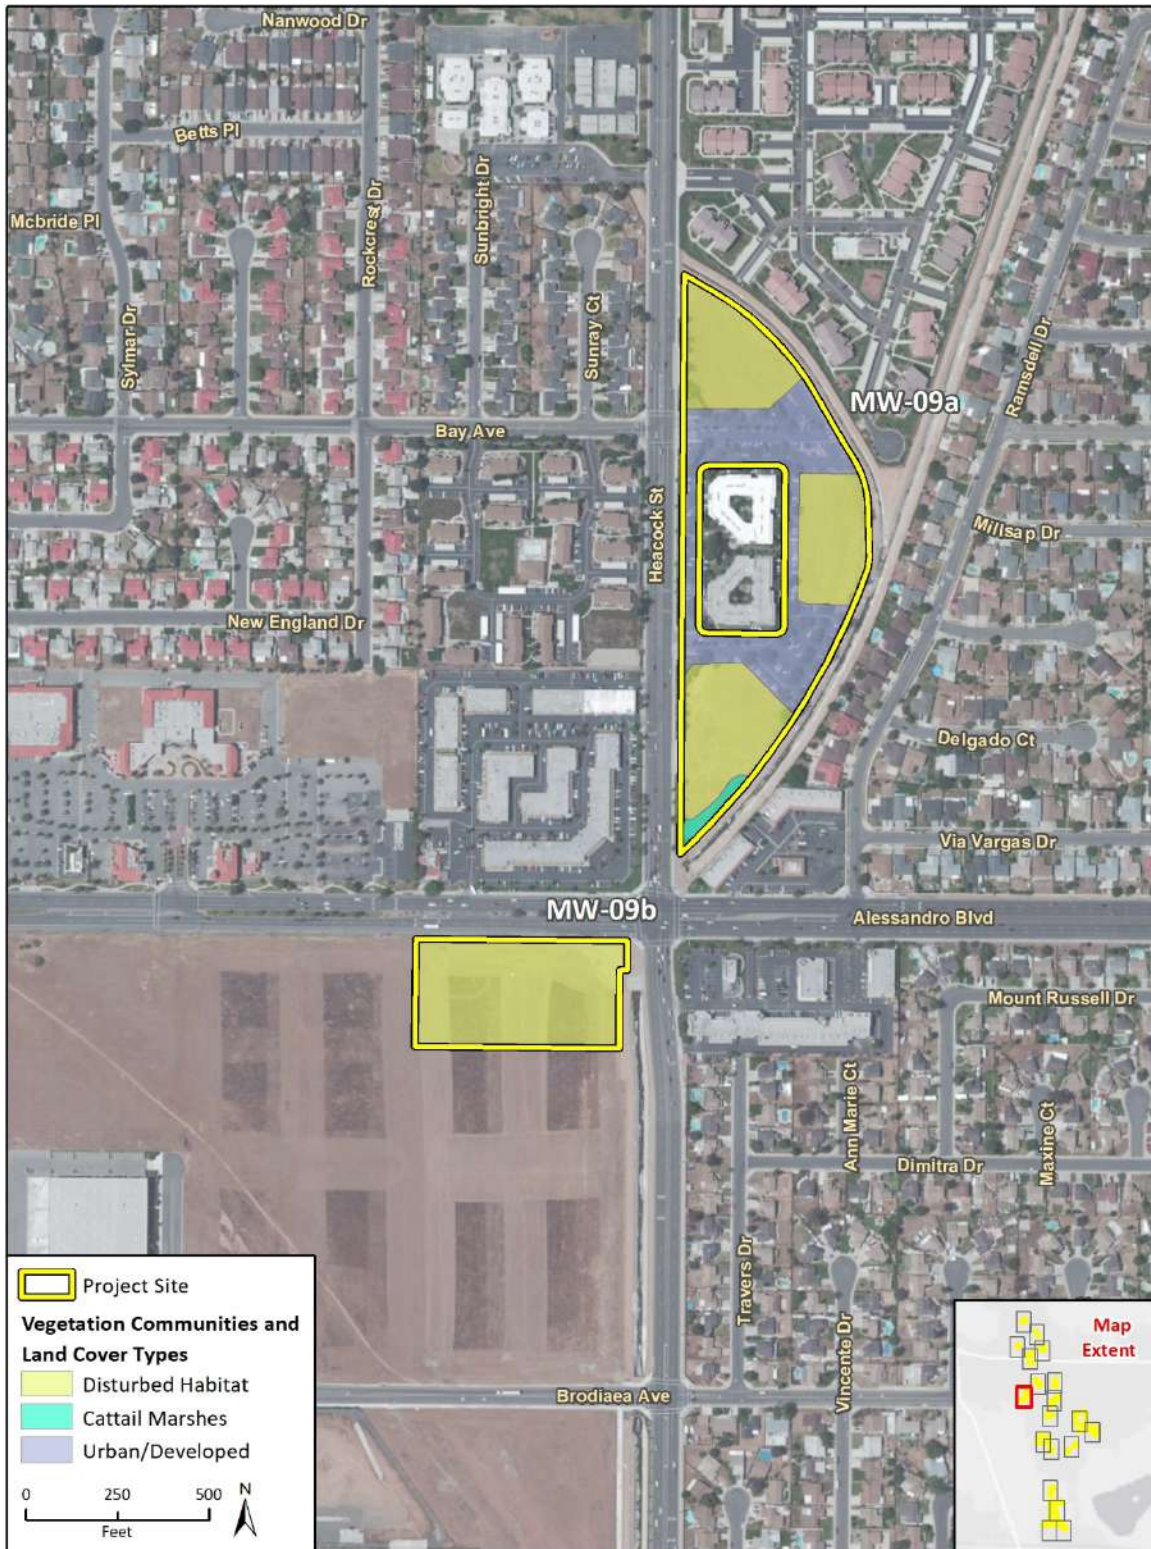 Nanwood Dr
Betts Pl
Mcbride Pl
Sylmar Dr
Rockcrest Dr
Sunbright Dr
Sunray Ct
Ramsdell Dr
MW-09a
Bay Ave
Heacock St
Millsap Dr
New England Dr
Delgado Ct
Via Vargas Dr
MW-09b
Alessandro Blvd
Mount Russell Dr
Ann Marie Ct
Maxine Ct
Dimitra Dr
Travers Dr
Vincente Dr
Brodiaea Ave
Project Site
Vegetation Communities and
Land Cover Types
Disturbed Habitat
Cattail Marshes
Urban/Developed
0 250 500
Feet
N
Map
Extent